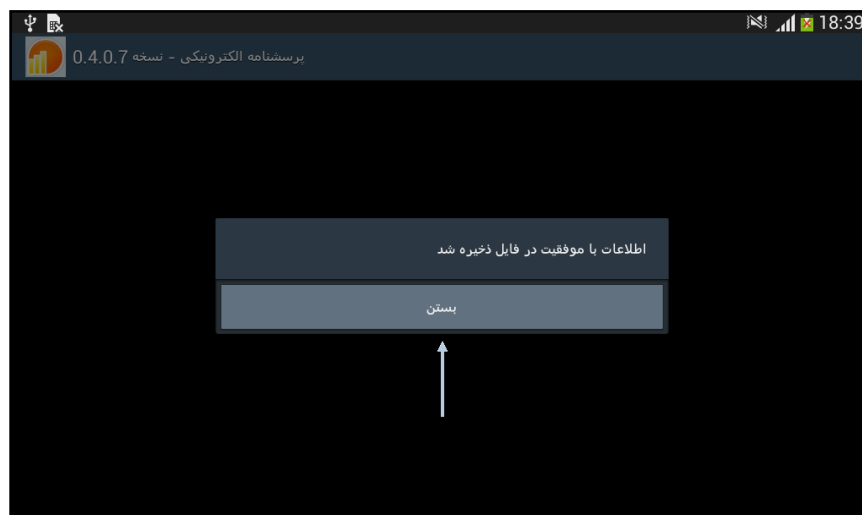 18:39
پرسشنامه الکترونیکی - نسخه 0.4.0.7
اطلاعات با موفقیت در فایل ذخیره شد
بستن